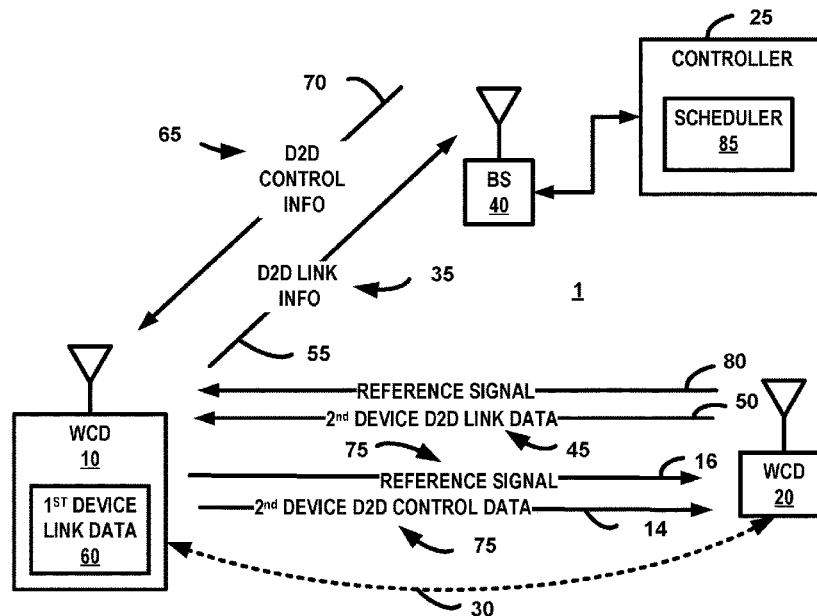 25
CONTROLLER
SCHEDULER
85
70
65
D2D
CONTROL
INFO
BS
40
D2D LINK
INFO
35
1
55
80
REFERENCE SIGNAL
50
2nd DEVICE D2D LINK DATA
45
WCD
10
1ST DEVICE
LINK DATA
60
75
16
REFERENCE SIGNAL
2nd DEVICE D2D CONTROL DATA
14
75
WCD
20
30